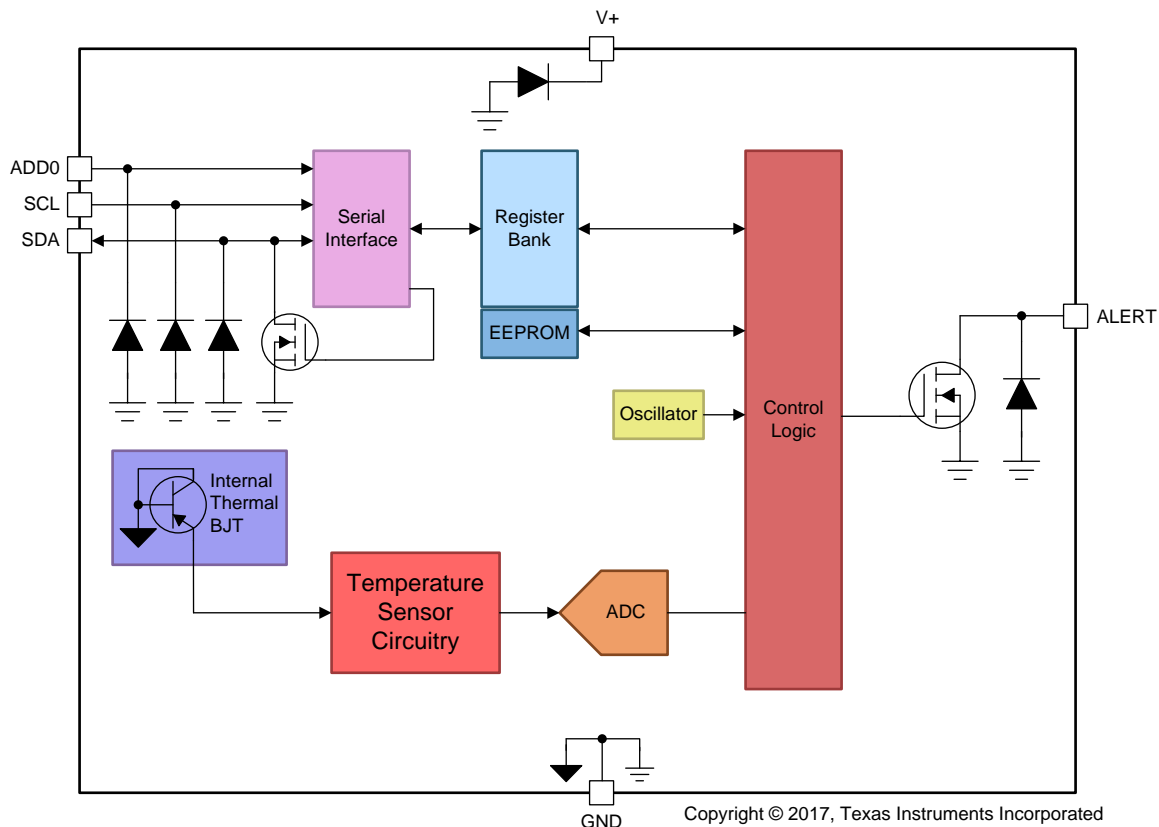 V+
ADD0
SCL
SDA
Serial
Interface
Register
Bank
EEPROM
Oscillator
Control
Logic
ALERT
Internal
Thermal
BJT
Temperature
Sensor
Circuitry
ADC
GND
Copyright © 2017, Texas Instruments Incorporated